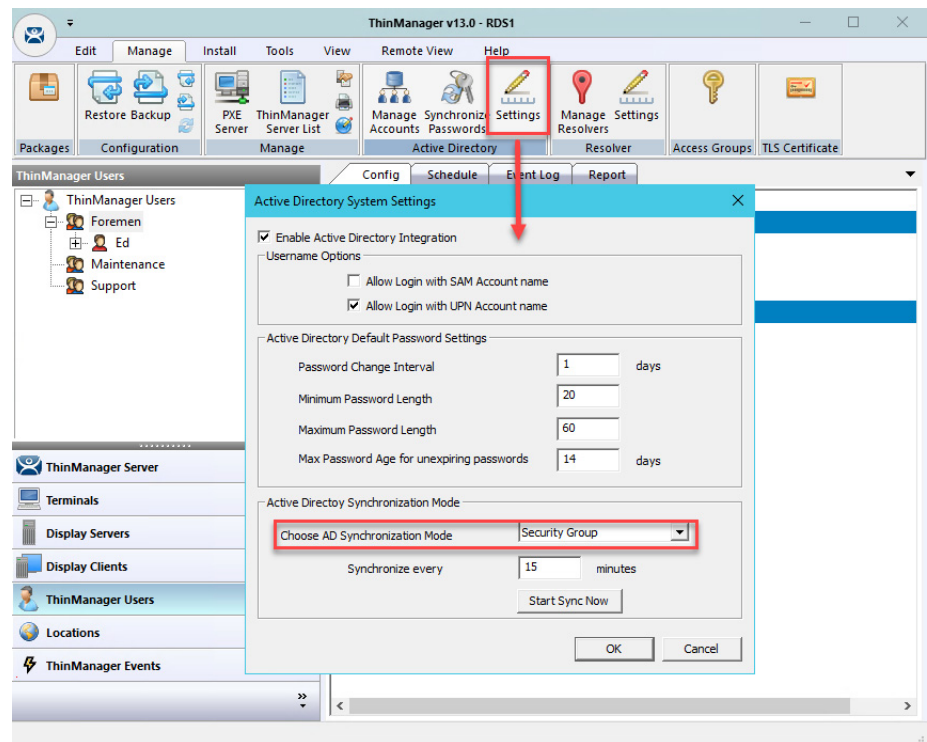 ThinManager v13.0 - RDS1
Edit Manage Install Tools View Remote View Help
Restore Backup
PXE Server
ThinManager Server List
Manage Accounts
Synchronize Passwords
Settings
Manage Resolvers
Settings
Packages Configuration Manage Active Directory Resolver Access Groups TLS Certificate
ThinManager Users
Config Schedule Event Log Report
ThinManager Users
Foremen
Ed
Maintenance
Support
Active Directory System Settings
Enable Active Directory Integration
Username Options
Allow Login with SAM Account name
Allow Login with UPN Account name
Active Directory Default Password Settings
Password Change Interval 1 days
Minimum Password Length 20
Maximum Password Length 60
Max Password Age for unexpiring passwords 14 days
Active Directoy Synchronization Mode
Choose AD Synchronization Mode Security Group
Synchronize every 15 minutes
Start Sync Now
OK Cancel
ThinManager Server
Terminals
Display Servers
Display Clients
ThinManager Users
Locations
ThinManager Events